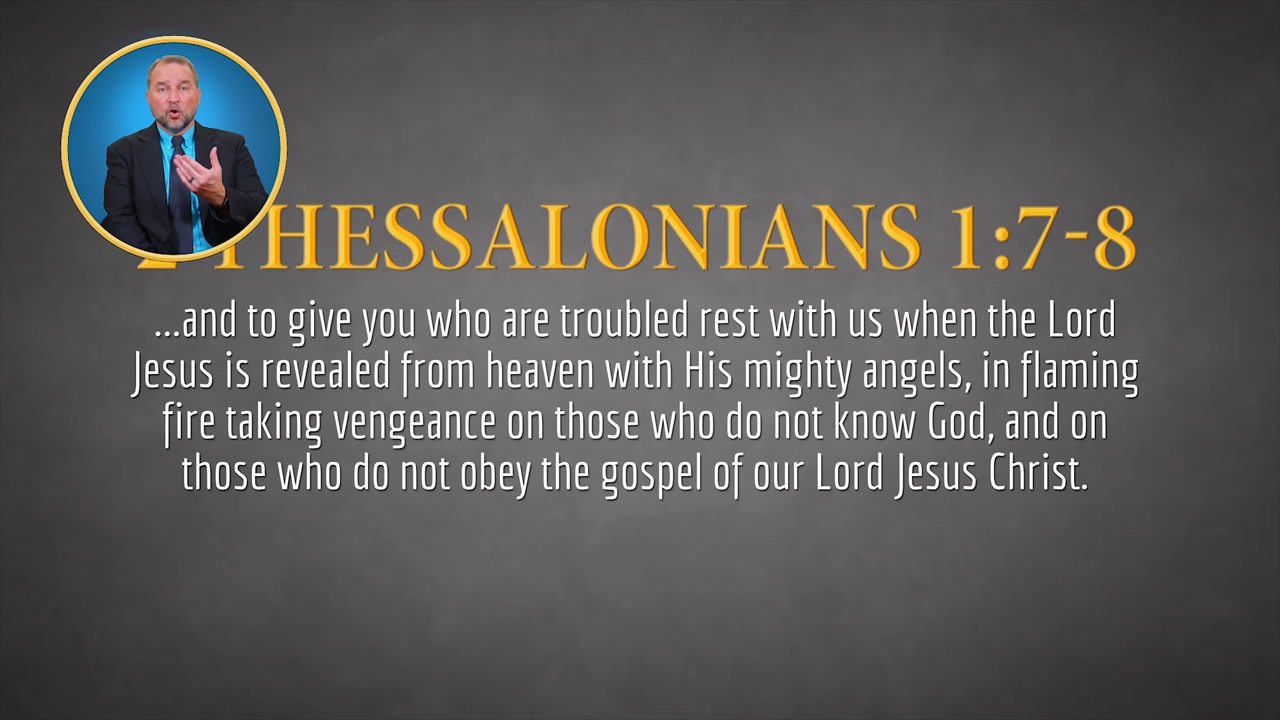 2 THESSALONIANS 1:7-8
...and to give you who are troubled rest with us when the Lord
Jesus is revealed from heaven with His mighty angels, in flaming
fire taking vengeance on those who do not know God, and on
those who do not obey the gospel of our Lord Jesus Christ.